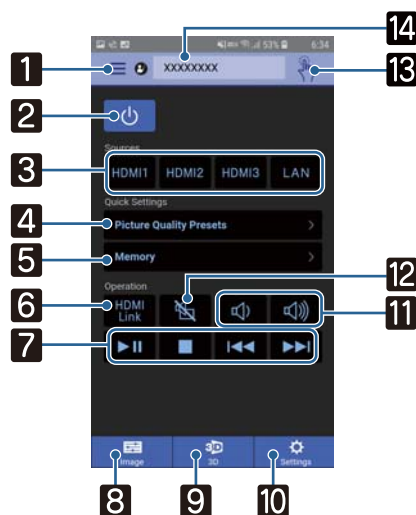 14
53% 6:34
1 XXXXXXXX 13
2
Sources
3 HDMI1 HDMI2 HDMI3 LAN
Quick Settings
4 Picture Quality Presets
5 Memory
Operation 12
6 HDMI
Link 11
7
3D
Image 3D Settings
8 9 10